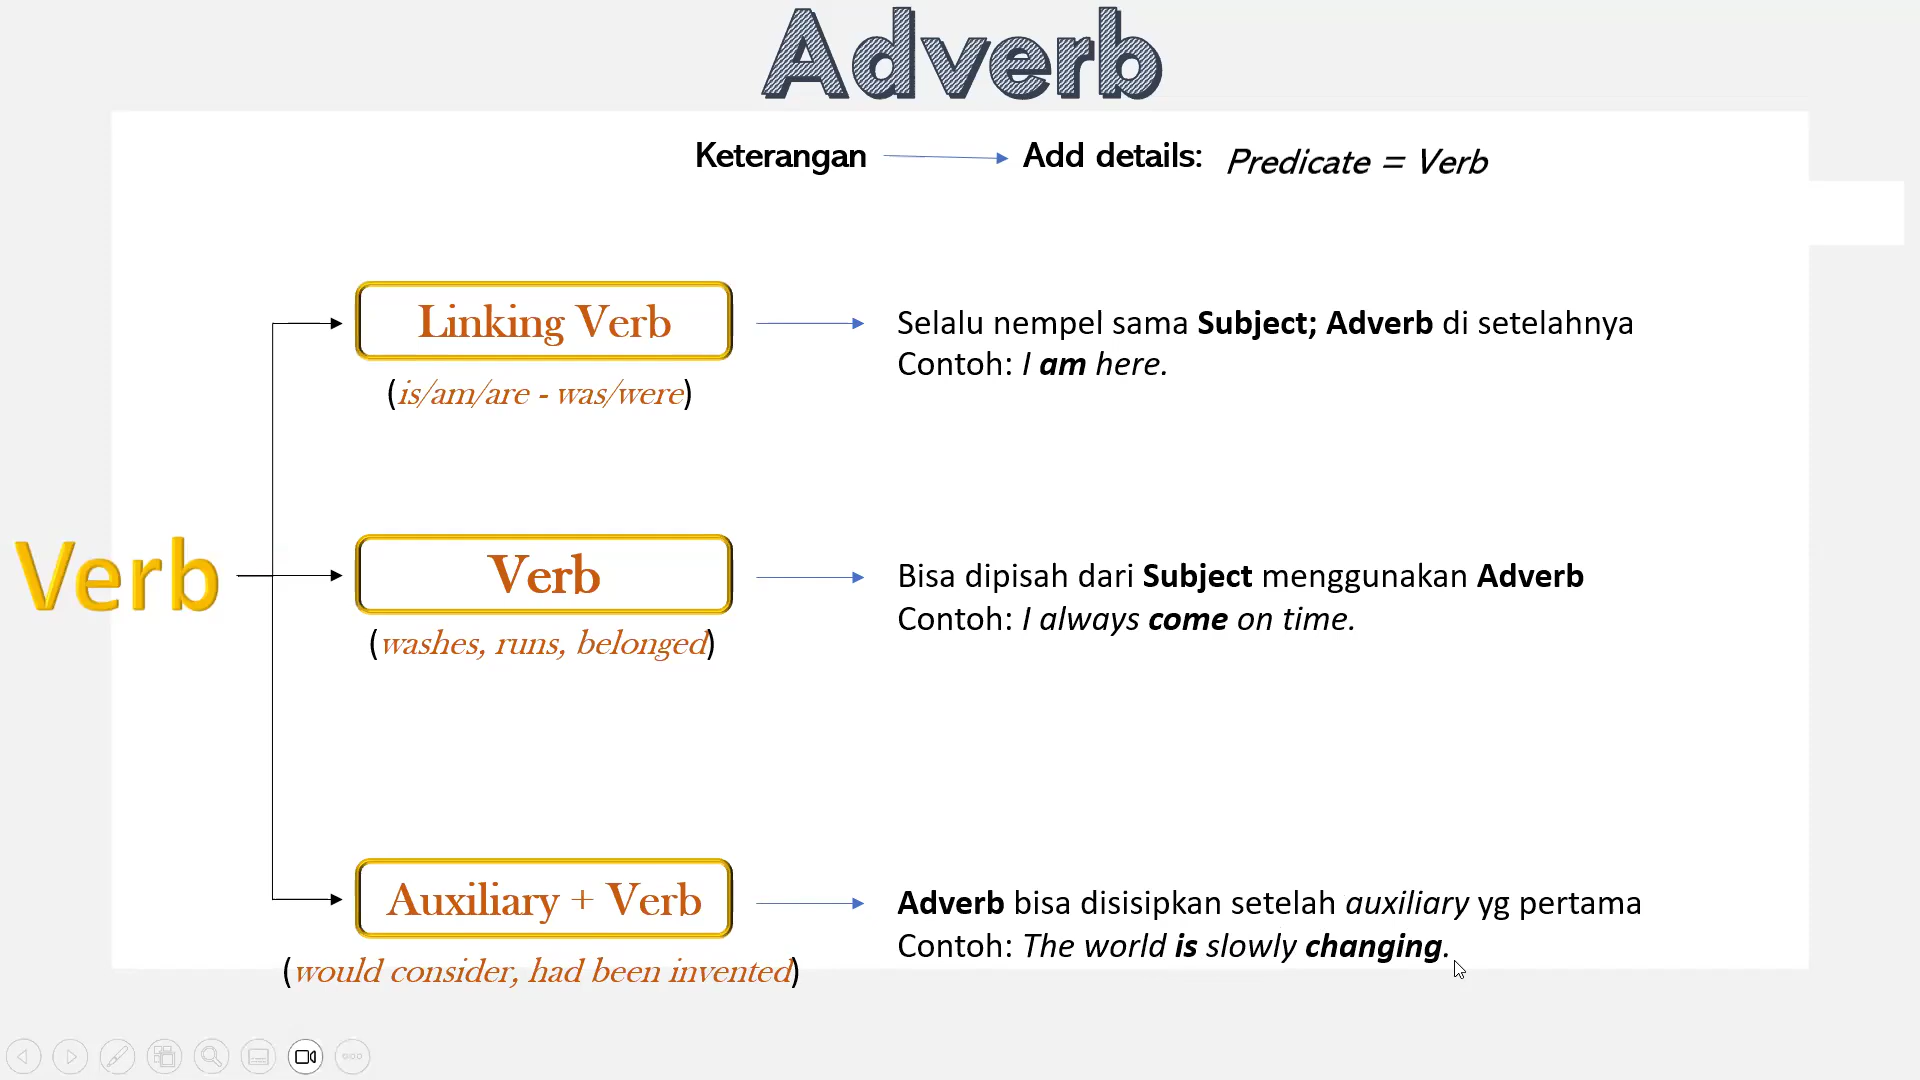 Adverb
Keterangan
Add details: Predicate = Verb
Verb
Linking Verb
(is/am/are - was/were)
Selalu nempel sama Subject; Adverb di setelahnya
Contoh: I am here.
Verb
(washes, runs, belonged)
Bisa dipisah dari Subject menggunakan Adverb
Contoh: I always come on time.
Auxiliary + Verb
(would consider, had been invented)
Adverb bisa disisipkan setelah auxiliary yg pertama
Contoh: The world is slowly changing.